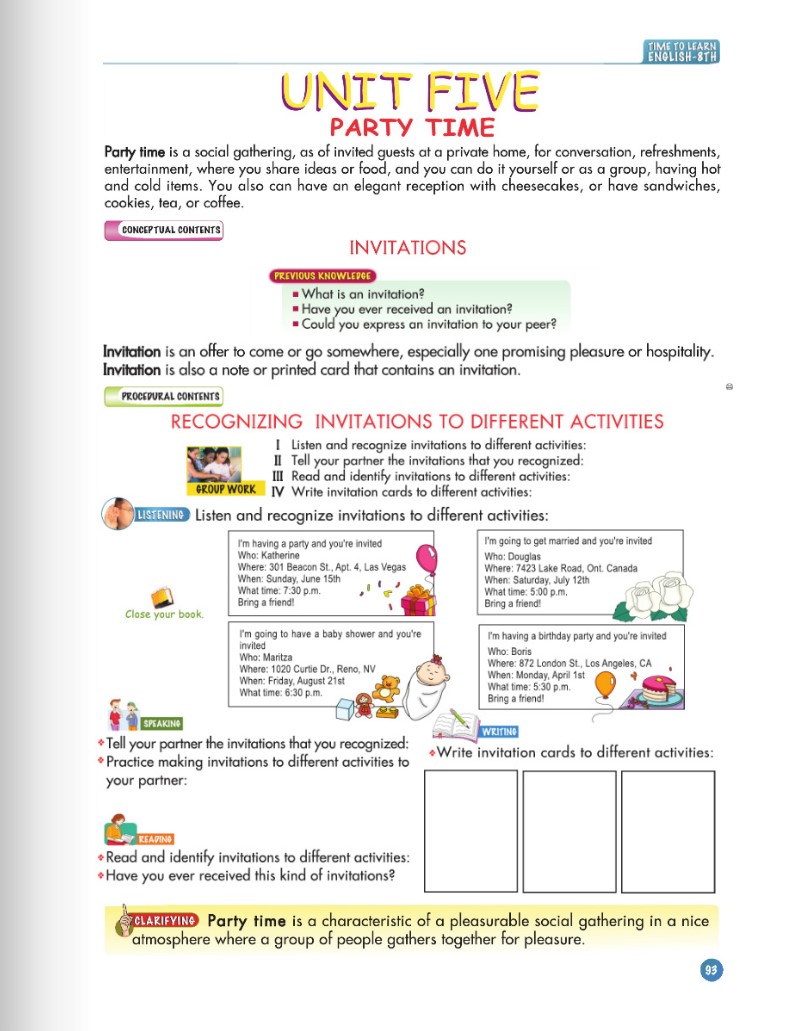 TIME TO LEARN
ENGLISH-8TH
UNIT FIVE
PARTY TIME
Party time is a social gathering, as of invited guests at a private home, for conversation, refreshments,
entertainment, where you share ideas or food, and you can do it yourself or as a group, having hot
and cold items. You also can have an elegant reception with cheesecakes, or have sandwiches,
cookies, tea, or coffee.
CONCEPTUAL CONTENTS
INVITATIONS
PREVIOUS KNOWLEDGE
What is an invitation?
Have you ever received an invitation?
Could you express an invitation to your peer?
Invitation is an offer to come or go somewhere, especially one promising pleasure or hospitality.
Invitation is also a note or printed card that contains an invitation.
PROCEDURAL CONTENTS
RECOGNIZING INVITATIONS TO DIFFERENT ACTIVITIES
I Listen and recognize invitations to different activities:
II Tell your partner the invitations that you recognized:
III Read and identify invitations to different activities:
IV Write invitation cards to different activities:
GROUP WORK
LISTENING Listen and recognize invitations to different activities:
Close your book.
I'm having a party and you're invited
Who: Katherine
Where: 301 Beacon St., Apt. 4, Las Vegas
When: Sunday, June 15th
What time: 7:30 p.m.
Bring a friend!
I'm going to get married and you're invited
Who: Douglas
Where: 7423 Lake Road, Ont. Canada
When: Saturday, July 12th
What time: 5:00 p.m.
Bring a friend!
I'm going to have a baby shower and you're
invited
Who: Maritza
Where: 1020 Curtie Dr., Reno, NV
When: Friday, August 21st
What time: 6:30 p.m.
I'm having a birthday party and you're invited
Who: Boris
Where: 872 London St., Los Angeles, CA
When: Monday, April 1st
What time: 5:30 p.m.
Bring a friend!
SPEAKING
Tell your partner the invitations that you recognized:
Practice making invitations to different activities to
your partner:
WRITING
Write invitation cards to different activities:
READING
Read and identify invitations to different activities:
Have you ever received this kind of invitations?
CLARIFYING Party time is a characteristic of a pleasurable social gathering in a nice
atmosphere where a group of people gathers together for pleasure.
93